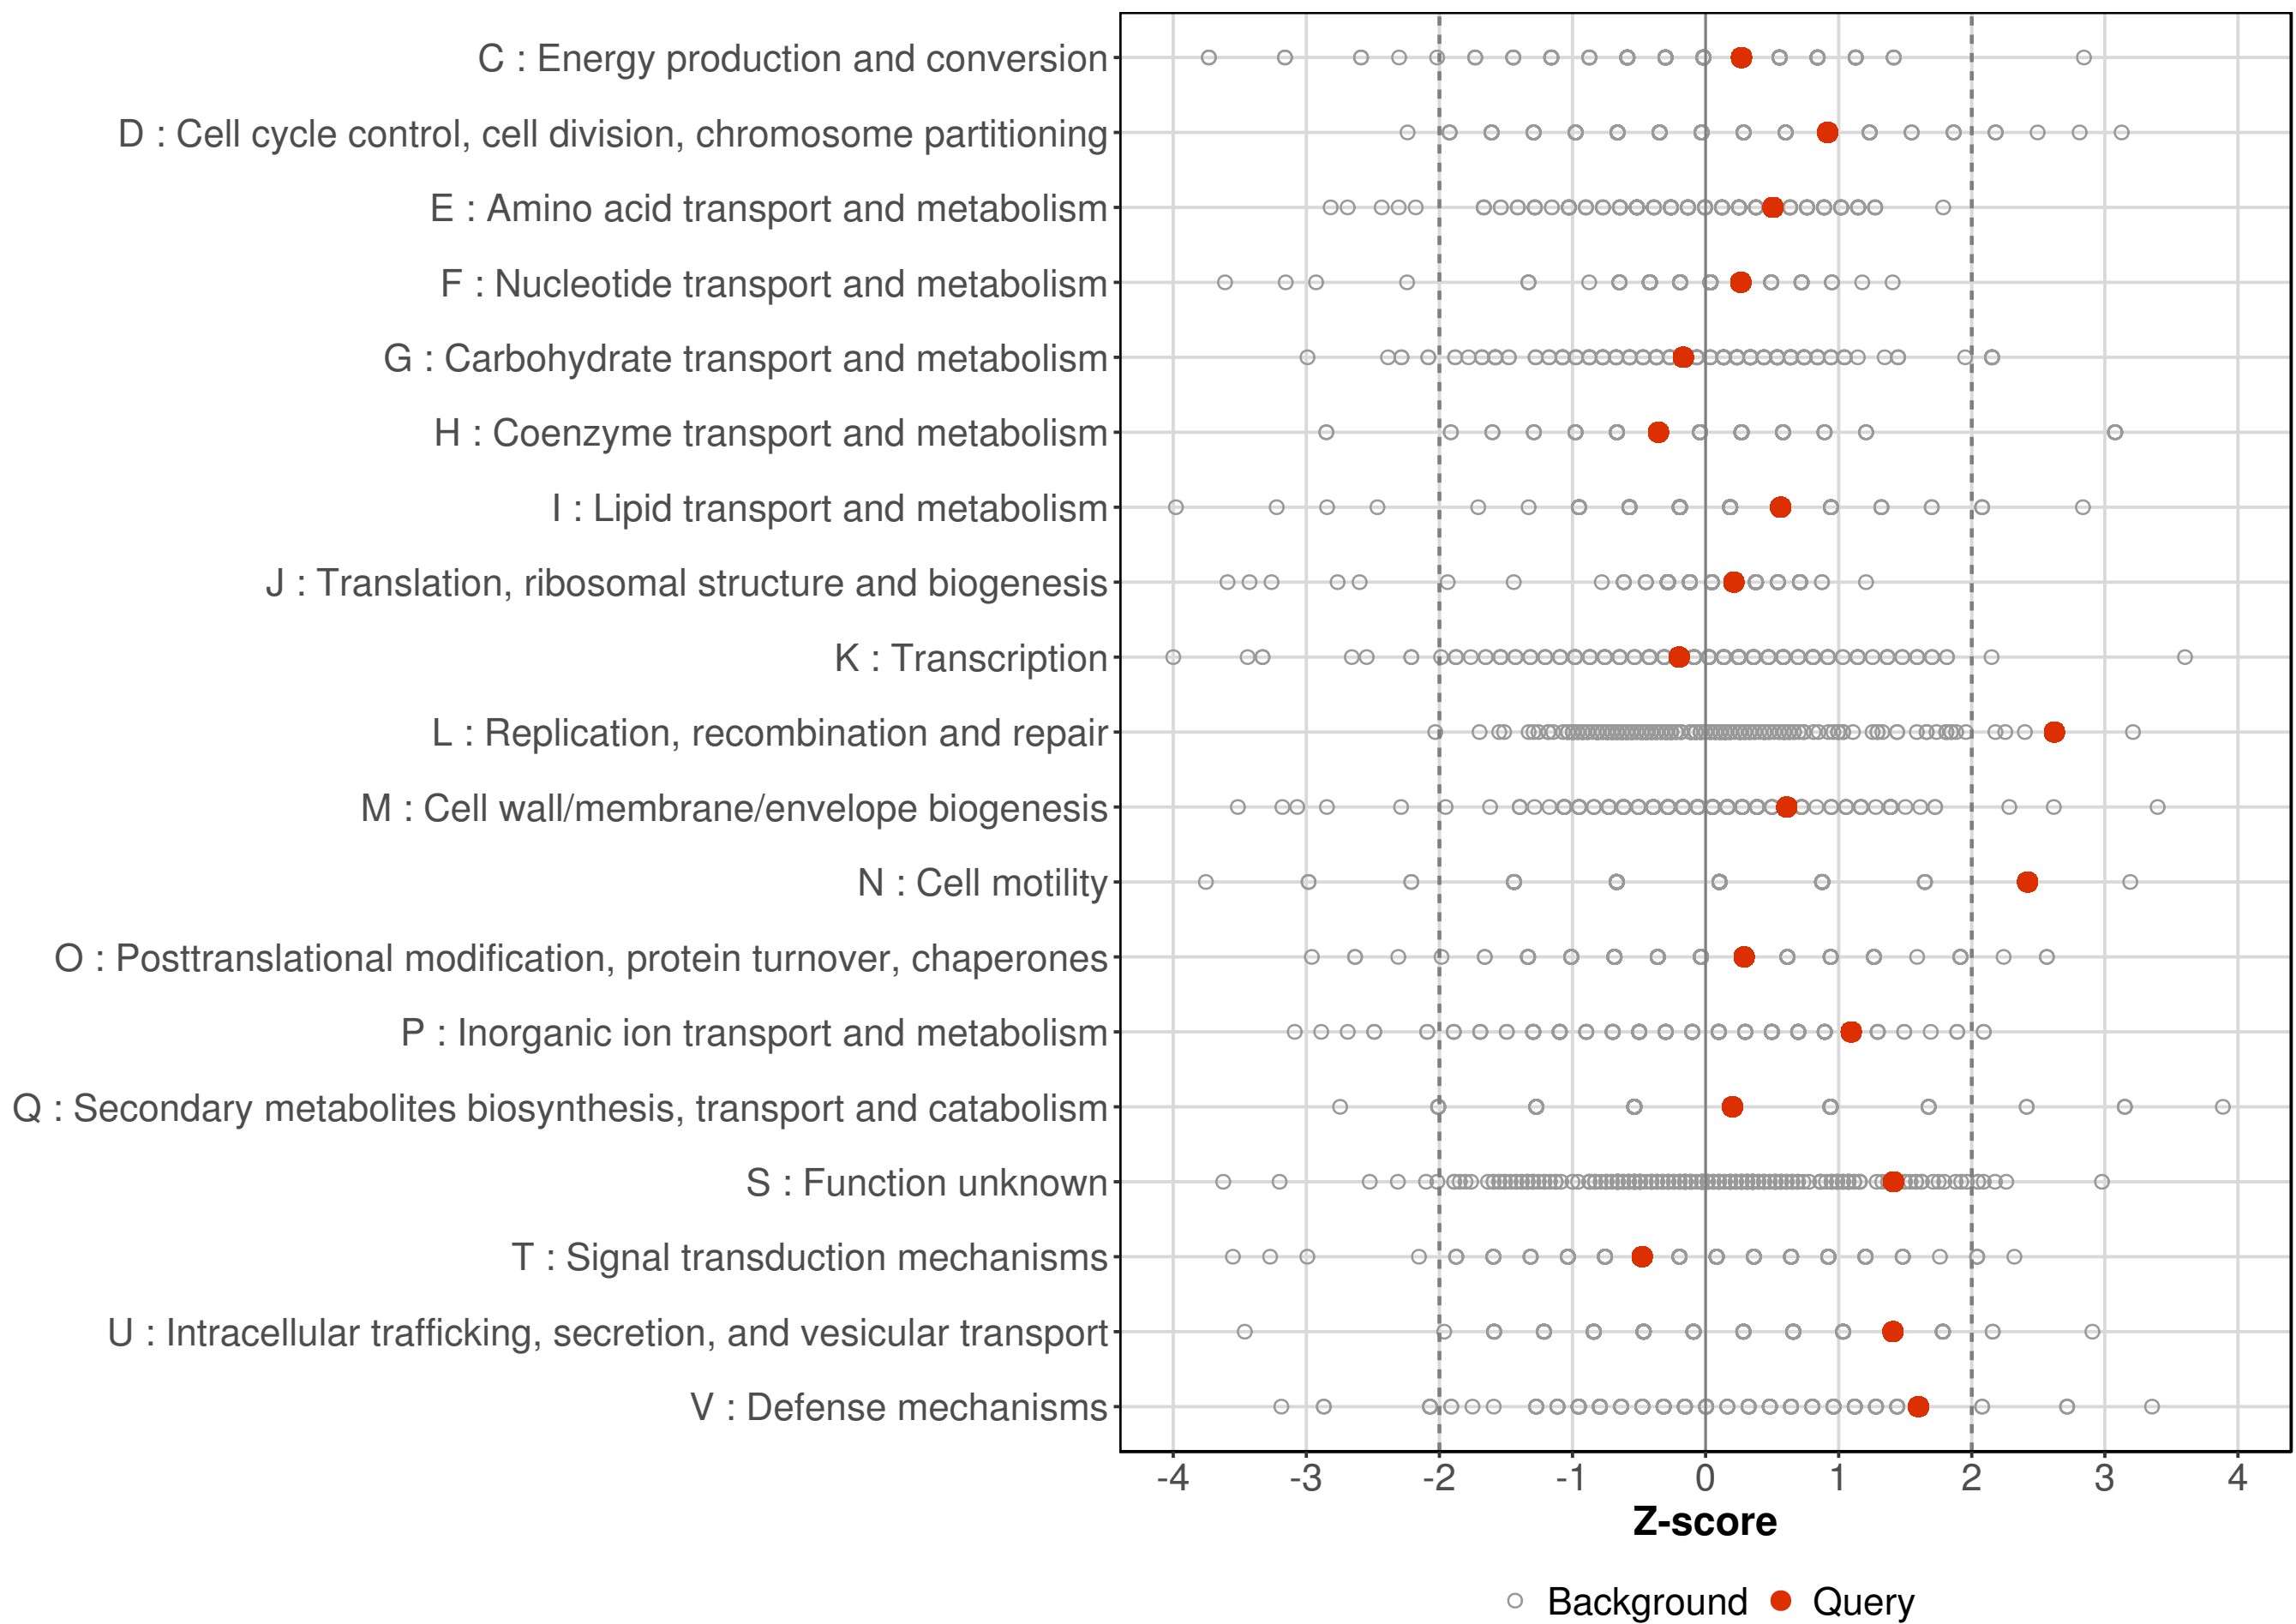 C : Energy production and conversion
D : Cell cycle control, cell division, chromosome partitioning
E : Amino acid transport and metabolism
F : Nucleotide transport and metabolism
G : Carbohydrate transport and metabolism
H : Coenzyme transport and metabolism
I : Lipid transport and metabolism
J : Translation, ribosomal structure and biogenesis
K : Transcription
L : Replication, recombination and repair
M : Cell wall/membrane/envelope biogenesis
N : Cell motility
O : Posttranslational modification, protein turnover, chaperones
P : Inorganic ion transport and metabolism
Q : Secondary metabolites biosynthesis, transport and catabolism
S : Function unknown
T : Signal transduction mechanisms
U : Intracellular trafficking, secretion, and vesicular transport
V : Defense mechanisms
-4 -3 -2 -1 0 1 2 3 4
Z-score
Background Query